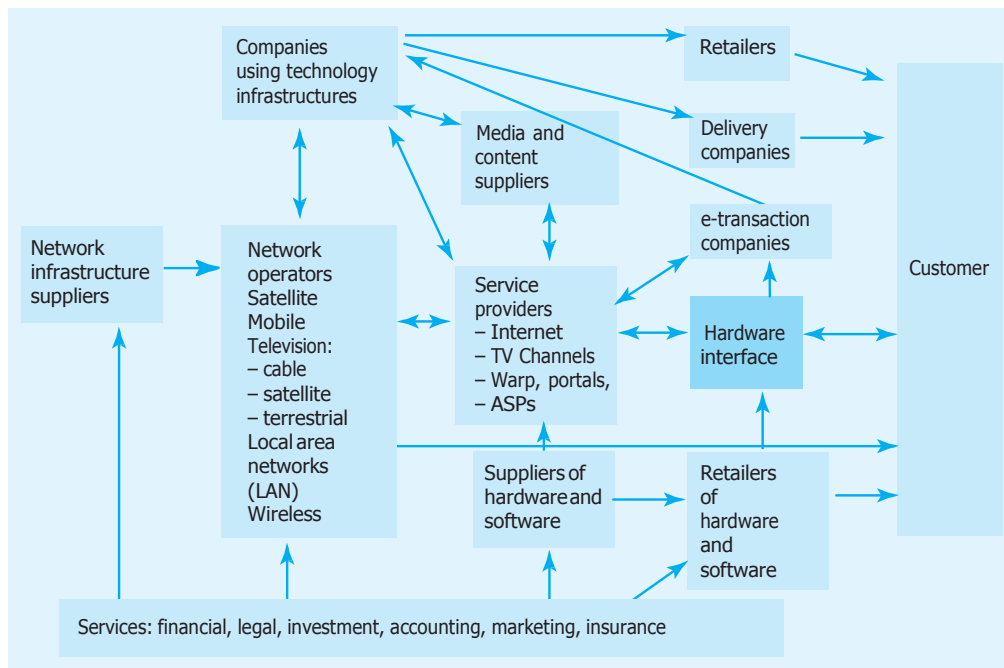 Companies
using technology
infrastructures
Retailers
Media and
content
suppliers
Delivery
companies
e-transaction
companies
Network
infrastructure
suppliers
Network
operators
Satellite
Mobile
Television:
– cable
– satellite
– terrestrial
Local area
networks
(LAN)
Wireless
Service
providers
– Internet
– TV Channels
– Warp, portals,
– ASPs
Hardware
interface
Customer
Suppliers of
hardware and
software
Retailers
of
hardware
and
software
Services: financial, legal, investment, accounting, marketing, insurance